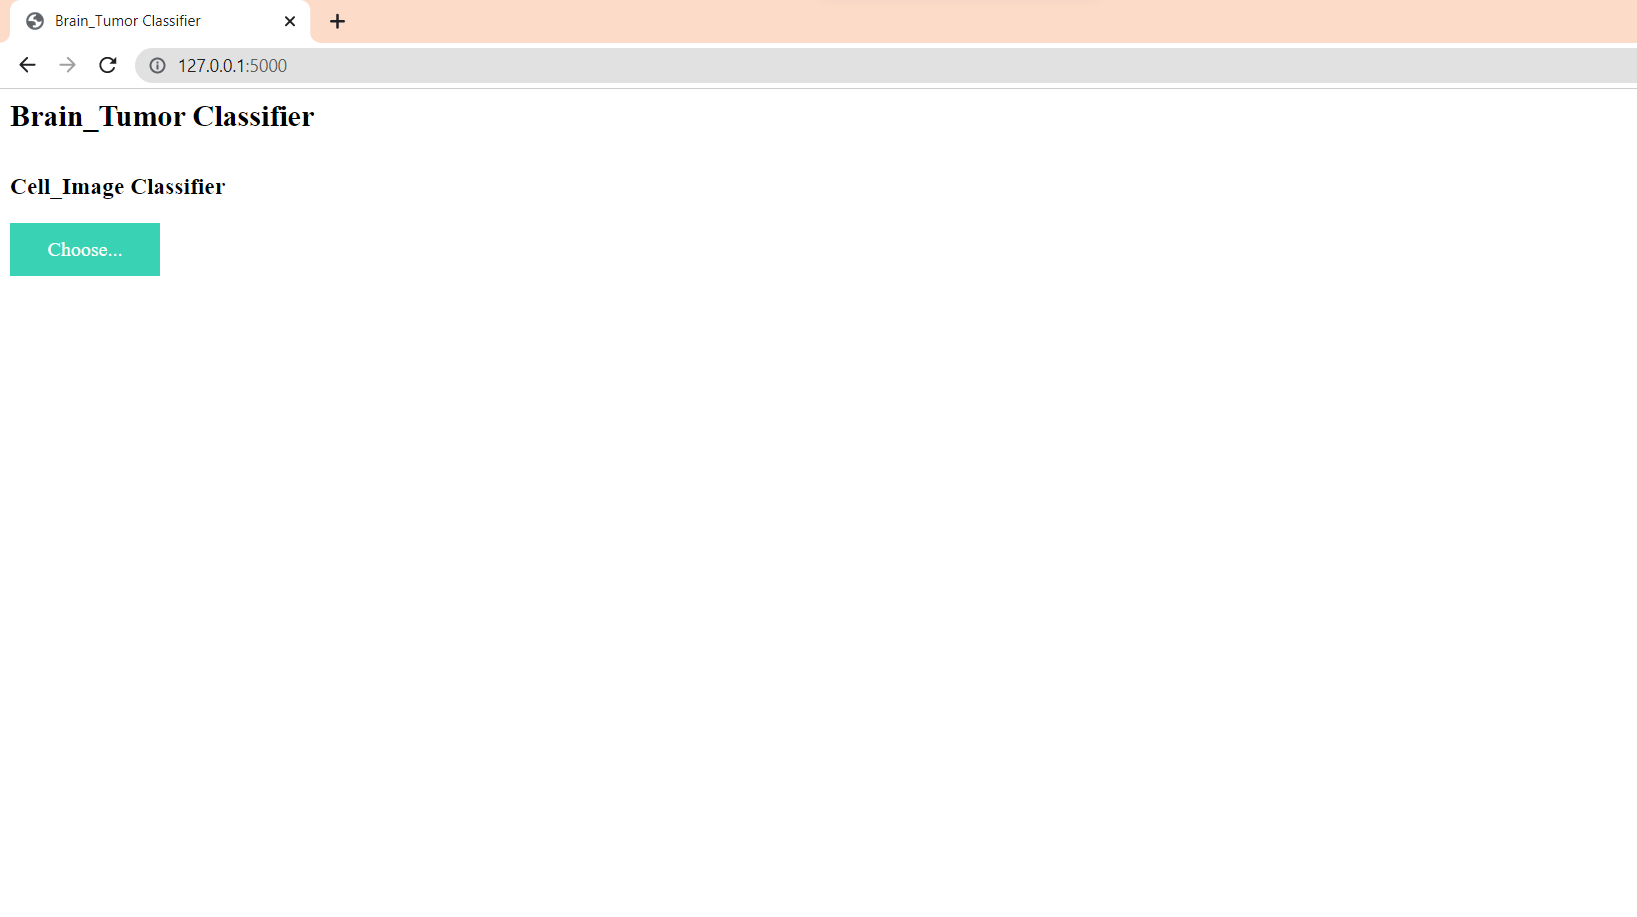 Brain_Tumor Classifier
127.0.0.1:5000
Brain_Tumor Classifier
Cell_Image Classifier
Choose...